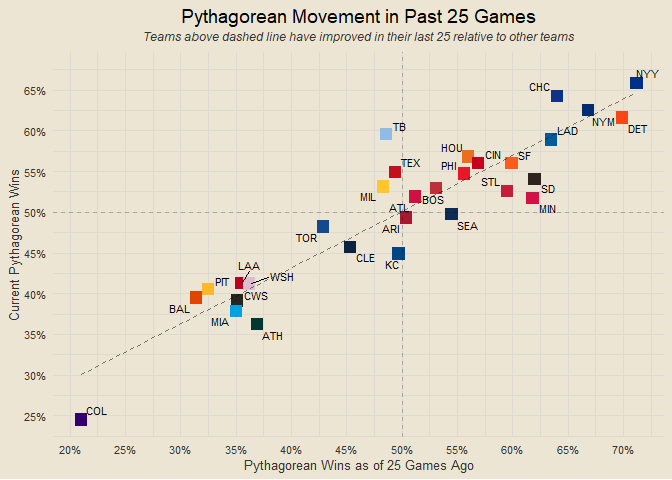 Pythagorean Movement in Past 25 Games
Teams above dashed line have improved in their last 25 relative to other teams
NYY
CHC
65%
NYM
DET
60%
TB
LAD
HOU
CIN
SF
55%
TEX
PHI
MIL
STL
SD
BOS
ATL
MIN
50%
ARI
SEA
TOR
45%
CLE
KC
LAA
WSH
40%
PIT
CWS
BAL
MIA
ATH
35%
30%
25%
COL
Current Pythagorean Wins
20%
25%
30%
35%
40%
45%
50%
55%
60%
65%
70%
Pythagorean Wins as of 25 Games Ago